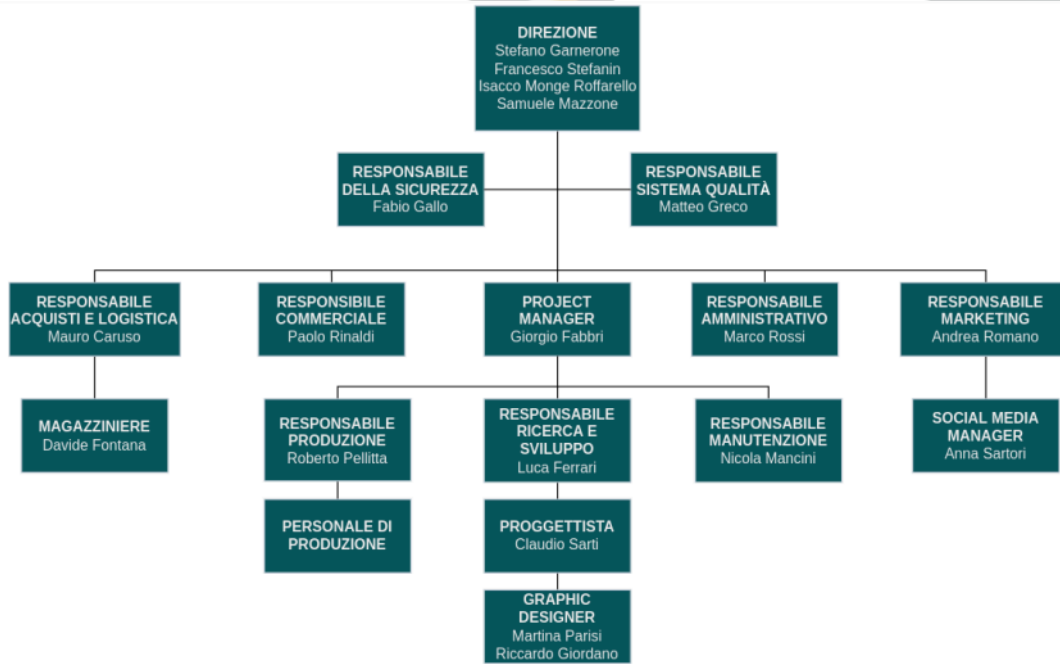 DIREZIONE
Stefano Garnerone
Francesco Stefanin
Isacco Monge Roffarello
Samuele Mazzone
RESPONSABILE
DELLA SICUREZZA
Fabio Gallo
RESPONSABILE
SISTEMA QUALITÀ
Matteo Greco
RESPONSABILE
ACQUISTI E LOGISTICA
Mauro Caruso
RESPONSIBILE
COMMERCIALE
Paolo Rinaldi
PROJECT
MANAGER
Giorgio Fabbri
RESPONSABILE
AMMINISTRATIVO
Marco Rossi
RESPONSABILE
MARKETING
Andrea Romano
MAGAZZINIERE
Davide Fontana
RESPONSABILE
PRODUZIONE
Roberto Pellitta
RESPONSABILE
RICERCA E
SVILUPPO
Luca Ferrari
RESPONSABILE
MANUTENZIONE
Nicola Mancini
SOCIAL MEDIA
MANAGER
Anna Sartori
PERSONALE DI
PRODUZIONE
PROGGETTISTA
Claudio Sarti
GRAPHIC
DESIGNER
Martina Parisi
Riccardo Giordano